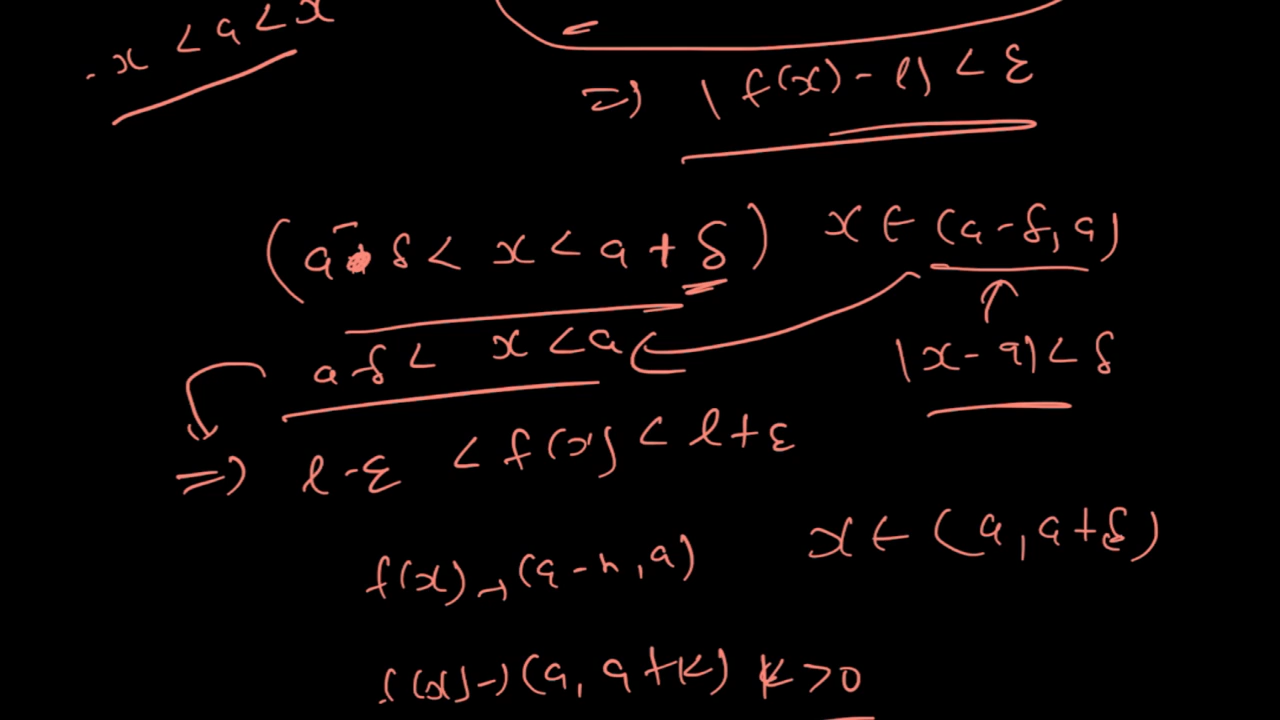 -x < a < x
=> | f(x) - l | < ε
(a - δ < x < a + δ) x ∈ (a - δ, a)
a - δ < x < a
|x - a| < δ
=> l - ε < f(x) < l + ε
x ∈ (a, a + δ)
f(x) → (a - h, a)
f(x) → (a, a + k) k > 0